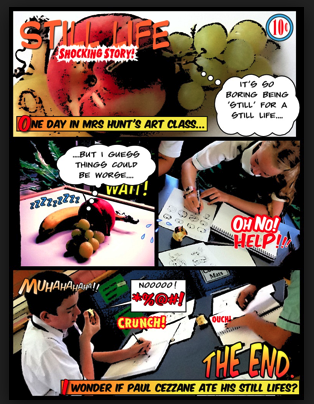 STILL LIFE
10¢
SHOCKING STORY!
IT'S SO
BORING BEING
'STILL' FOR A
STILL LIFE....
ONE DAY IN MRS HUNT'S ART CLASS...
...BUT I GUESS
THINGS COULD
BE WORSE....
WAIT!
ZZZZZZZZZ
OH NO!
HELP!!!
MUHAHAHAHA!!!
NOOOOO!
*%@#!
CRUNCH!
OUCH!
THE END.
I WONDER IF PAUL CEZZANE ATE HIS STILL LIFES?